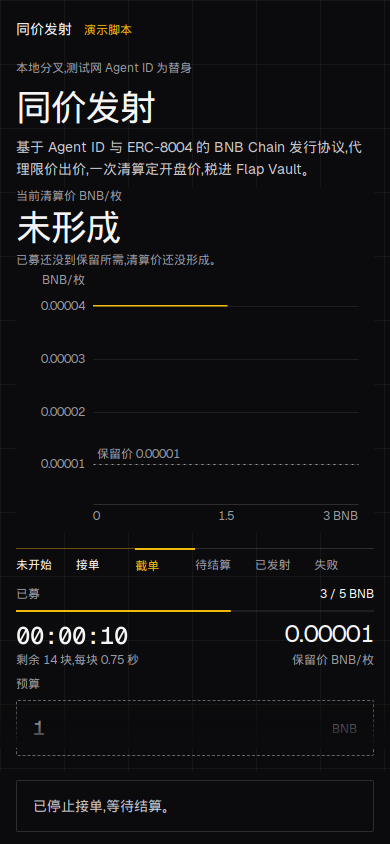 同价发射 演示脚本
本地分叉,测试网 Agent ID 为替身
同价发射
基于 Agent ID 与 ERC-8004 的 BNB Chain 发行协议,代
理限价出价,一次清算定开盘价,税进 Flap Vault。
当前清算价 BNB/枚
未形成
已募还没到保留所需,清算价还没形成。
BNB/枚
0.00004
0.00003
0.00002
0.00001
保留价 0.00001
0 1.5 3 BNB
未开始 接单 截单 待结算 已发射 失败
已募 3 / 5 BNB
00:00:10 0.00001
剩余 14 块,每块 0.75 秒 保留价 BNB/枚
预算
1 BNB
已停止接单,等待结算。